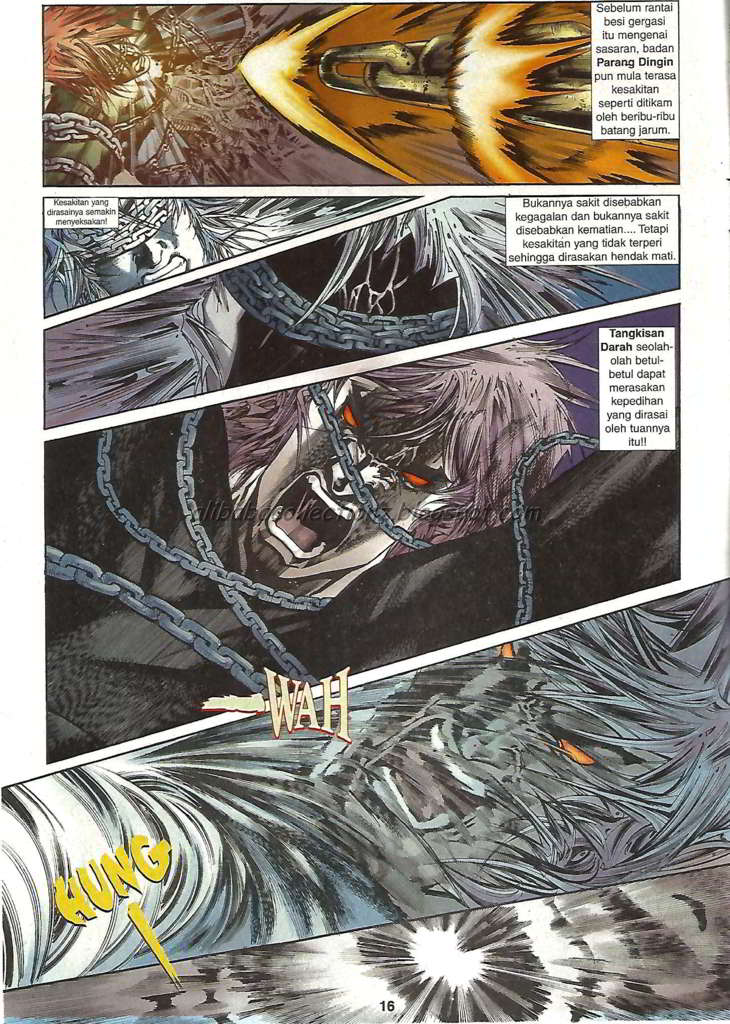 Sebelum rantai
besi gergasi
itu mengenai
sasaran, badan
Parang Dingin
pun mula terasa
kesakitan
seperti ditikam
oleh beribu-ribu
batang jarum.
Kesakitan yang
dirasainya semakin
menyeksakan!
Bukannya sakit disebabkan
kegagalan dan bukannya sakit
disebabkan kematian.... Tetapi
kesakitan yang tidak terperi
sehingga dirasakan hendak mati.
Tangkisan
Darah seolah-
olah betul-
betul dapat
merasakan
kepedihan
yang dirasai
oleh tuannya
itu!!
alibabacollectionz.blogspot.com
WAH
HUNG
16